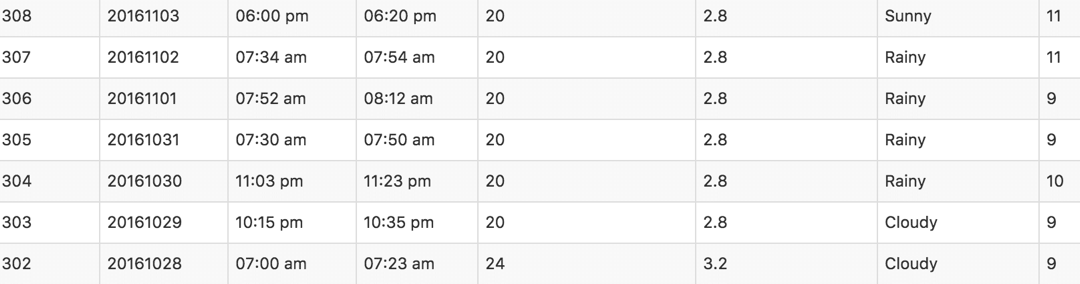 308 20161103 06:00 pm 06:20 pm 20 2.8 Sunny 11
307 20161102 07:34 am 07:54 am 20 2.8 Rainy 11
306 20161101 07:52 am 08:12 am 20 2.8 Rainy 9
305 20161031 07:30 am 07:50 am 20 2.8 Rainy 9
304 20161030 11:03 pm 11:23 pm 20 2.8 Rainy 10
303 20161029 10:15 pm 10:35 pm 20 2.8 Cloudy 9
302 20161028 07:00 am 07:23 am 24 3.2 Cloudy 9